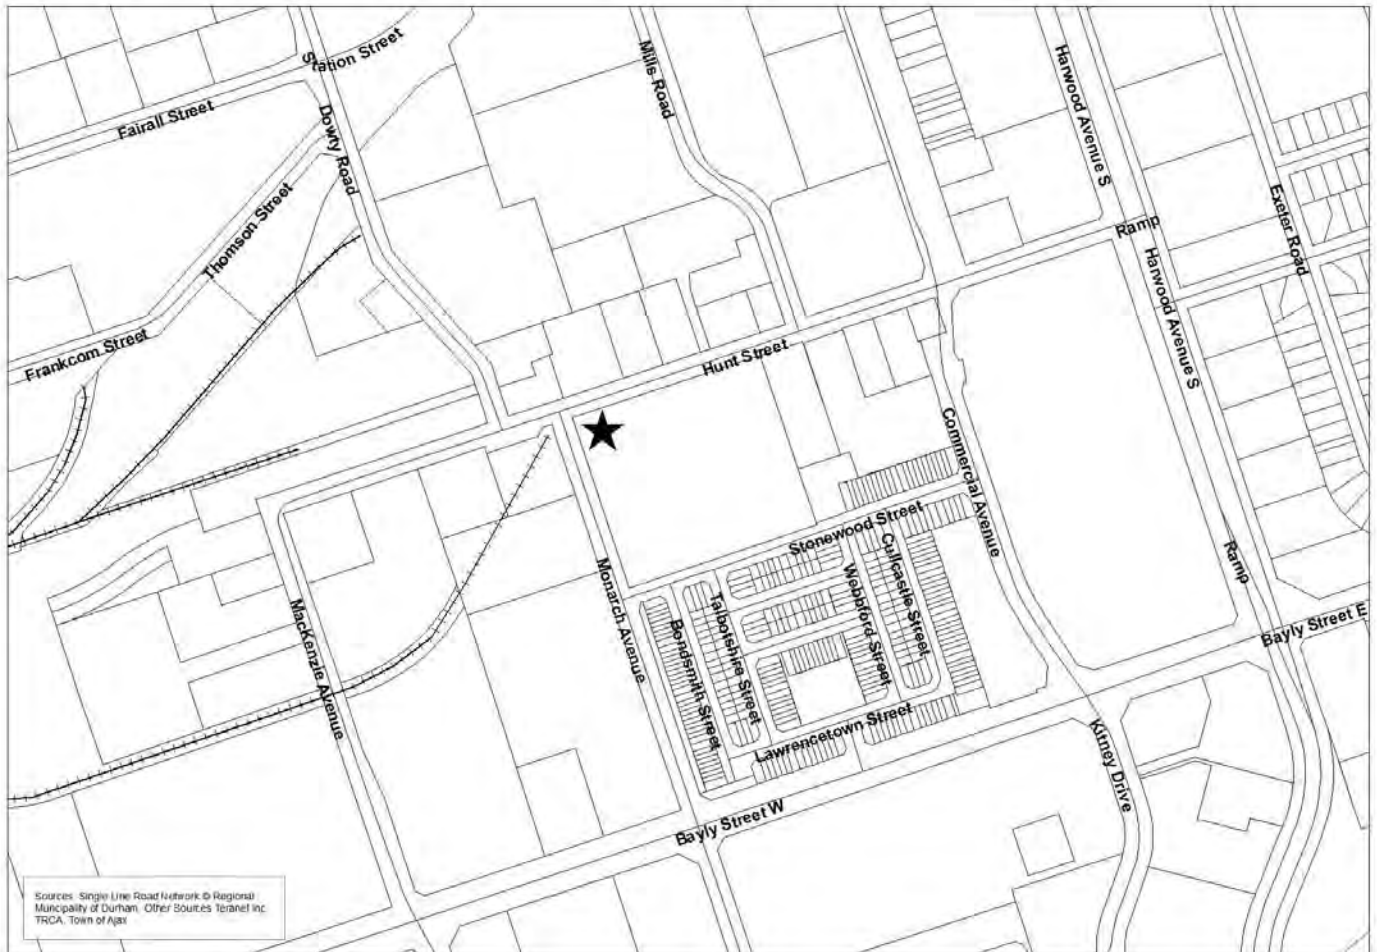 Station Street
Mills Road
Harwood Avenue S
Fairall Street
Dowty Road
Thomson Street
Exeter Road
Ramp
Harwood Avenue S
Frankcom Street
Hunt Street
Commercial Avenue
Stonewood Street
Cullcastle Street
Webbford Street
Ramp
Monarch Avenue
Talbotshire Street
Bondsmith Street
MacKenzie Avenue
Bayly Street E
Lawrencetown Street
Kitney Drive
Bayly Street W
Sources: Single Line Road Network © Regional
Municipality of Durham. Other Sources Teranet Inc.
TRCA, Town of Ajax